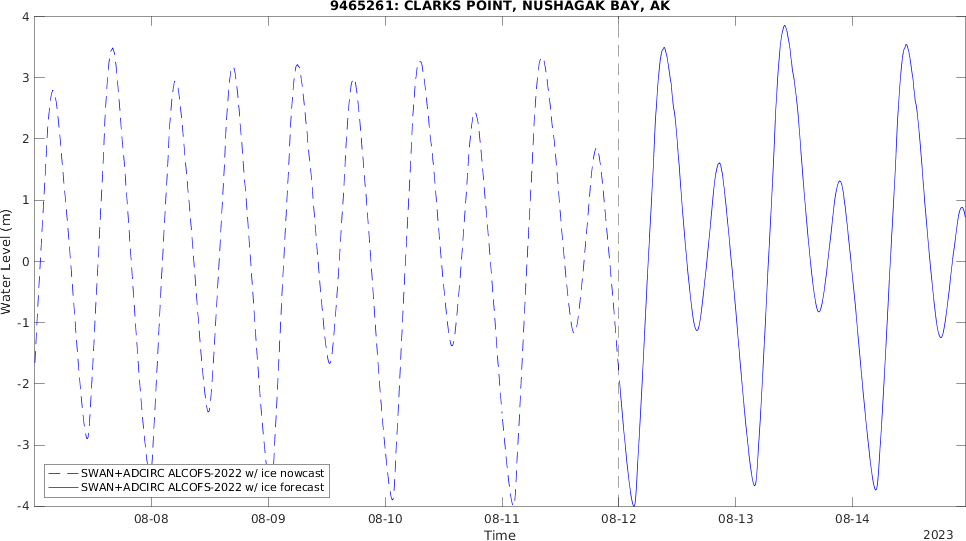 9465261: CLARKS POINT, NUSHAGAK BAY, AK
Water Level (m)
4
3
2
1
0
-1
-2
-3
-4
SWAN+ADCIRC ALCOFS-2022 w/ ice nowcast
SWAN+ADCIRC ALCOFS-2022 w/ ice forecast
08-08 08-09 08-10 08-11 08-12 08-13 08-14
Time
2023